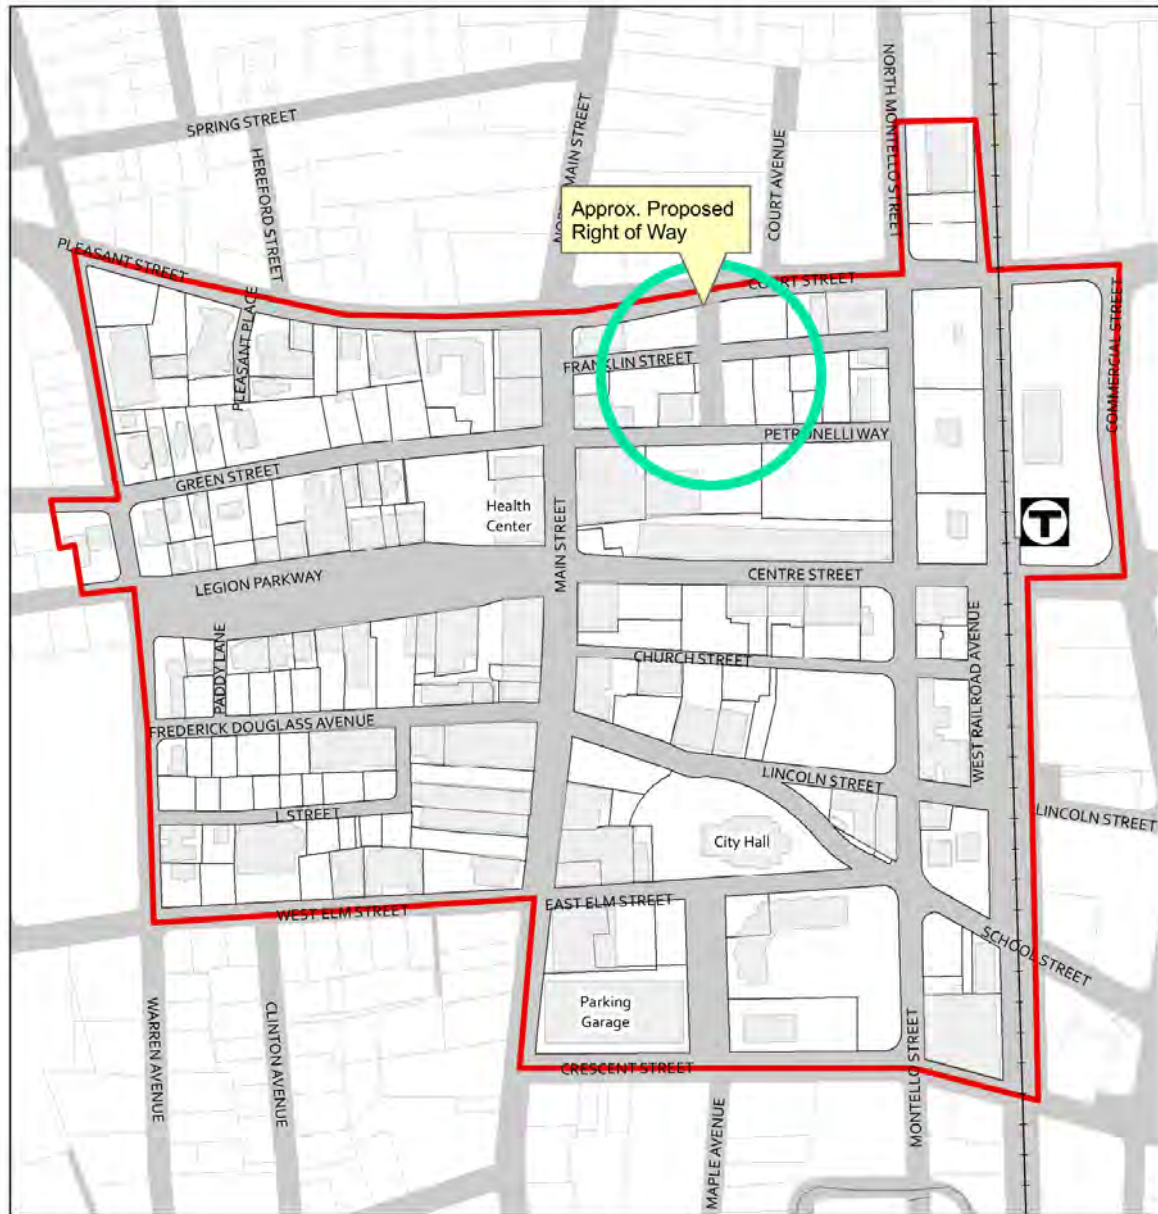 SPRING STREET
HEREFORD STREET
MAIN STREET
COURT AVENUE
NORTH MONTELLO STREET
Approx. Proposed
Right of Way
PLEASANT STREET
COURT STREET
PLEASANT PLACE
COMMERCIAL STREET
FRANKLIN STREET
PETRONELLI WAY
GREEN STREET
Health
Center
MAIN STREET
T
LEGION PARKWAY
CENTRE STREET
PADDY LANE
CHURCH STREET
WEST RAILROAD AVENUE
FREDERICK DOUGLASS AVENUE
LINCOLN STREET
L STREET
LINCOLN STREET
City Hall
WEST ELM STREET
EAST ELM STREET
SCHOOL STREET
WARREN AVENUE
CLINTON AVENUE
Parking
Garage
CRESCENT STREET
MONTELLO STREET
MAPLE AVENUE